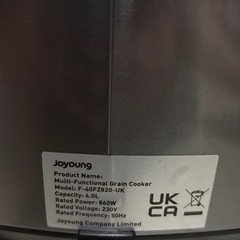 Joyoung
Product Name:
Multi-Functional Grain Cooker
Model: F-40FZ820-UK
Capacity: 4.0L
Rated Power: 860W
Rated Voltage: 230V
Rated Frequency: 50Hz
Joyoung Company Limited
UK
CA